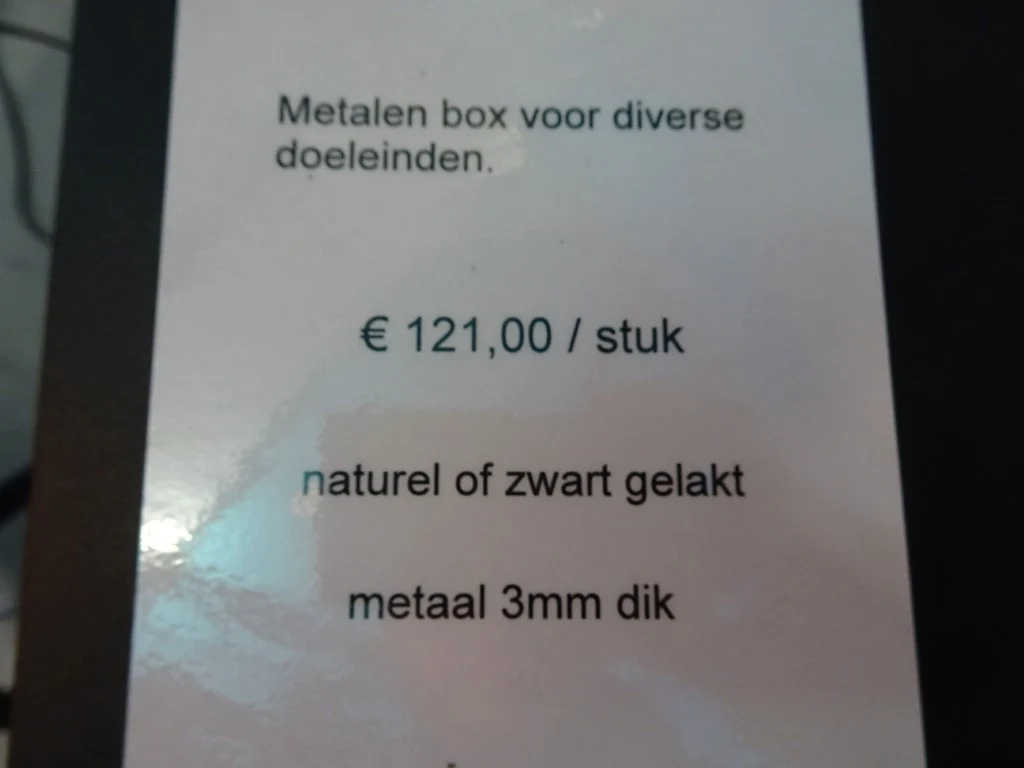 Metalen box voor diverse
doeleinden.
€ 121,00 / stuk
naturel of zwart gelakt
metaal 3mm dik